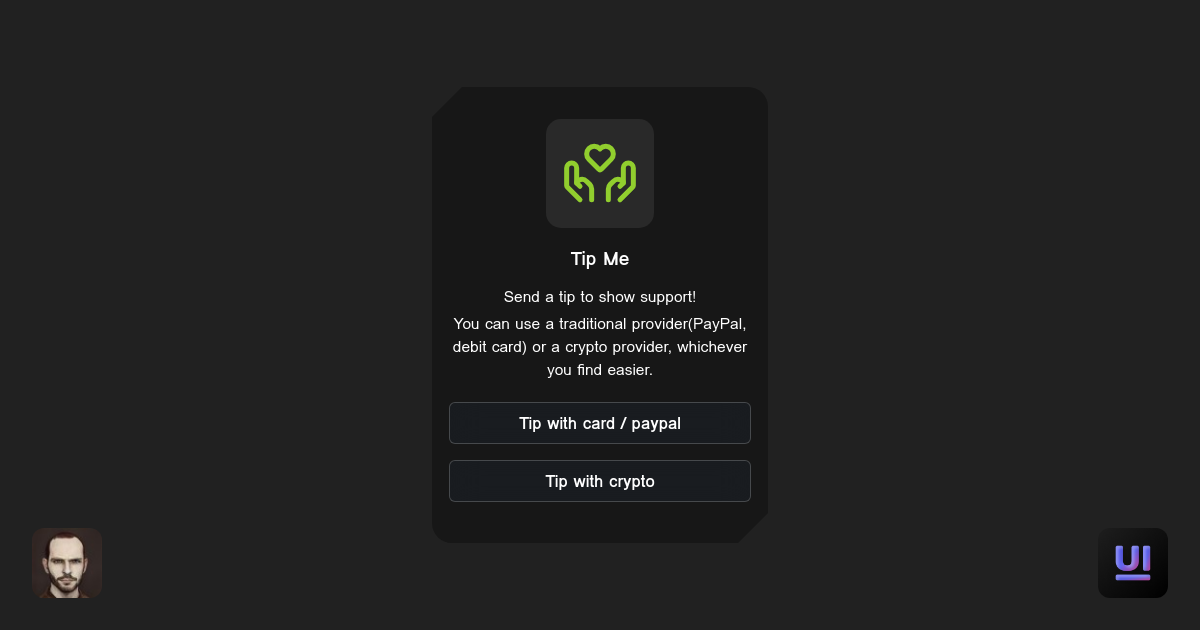 Tip Me
Send a tip to show support!
You can use a traditional provider(PayPal,
debit card) or a crypto provider, whichever
you find easier.
Tip with card / paypal
Tip with crypto
UI